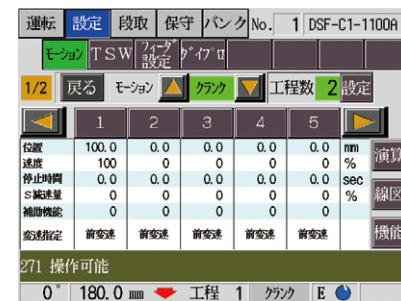 運転 設定 段取 保守 バンク No. 1 DSF-C1-1100A
モーション TSW フィーダ設定 ダイプロ
1/2 戻る モーション クランク 工程数 2 設定
1 2 3 4 5
位置 100.0 0.0 0.0 0.0 0.0 mm 演算
速度 100 0 0 0 0 %
停止時間 0.0 0.0 0.0 0.0 0.0 sec
S減速量 0 0 0 0 0 % 線図
補助機能 0 0 0 0 0
変速指定 前変速 前変速 前変速 前変速 前変速 機能
271 操作可能
0° 180.0 mm 工程 1 クランク E